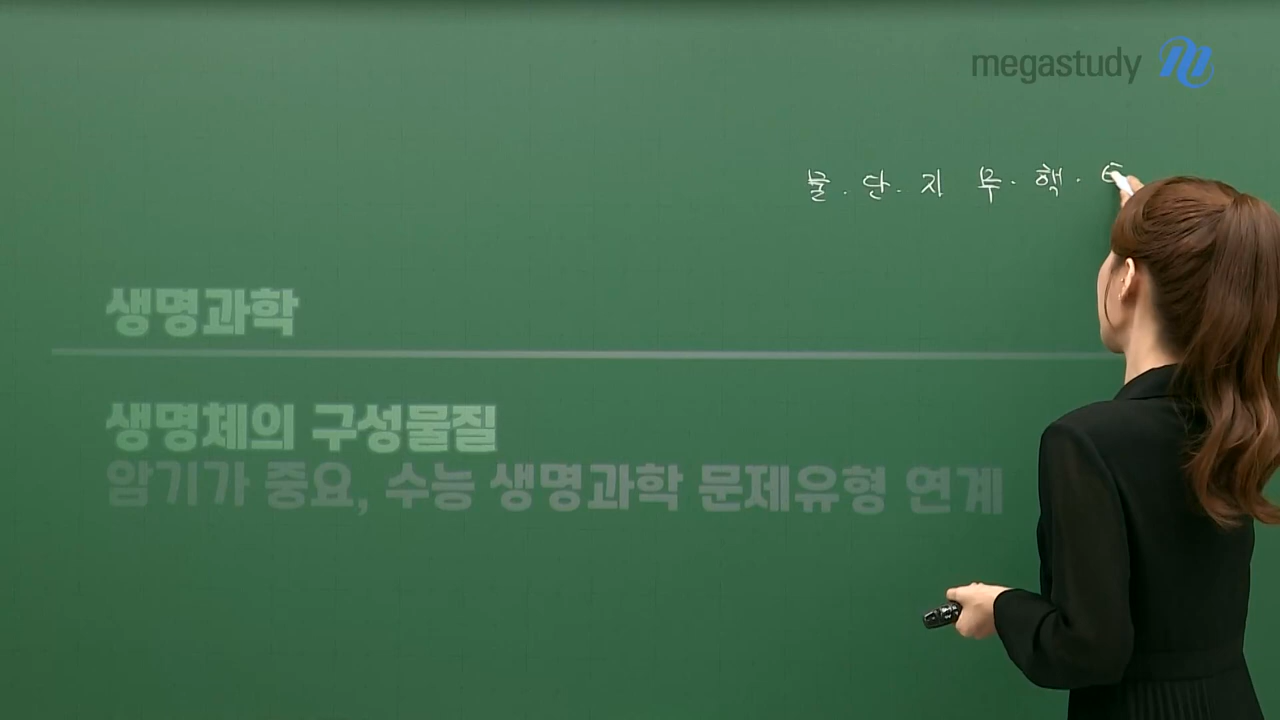 megastudy
물. 단. 지 무. 핵.
생명과학
생명체의 구성물질
암기가 중요, 수능 생명과학 문제유형 연계